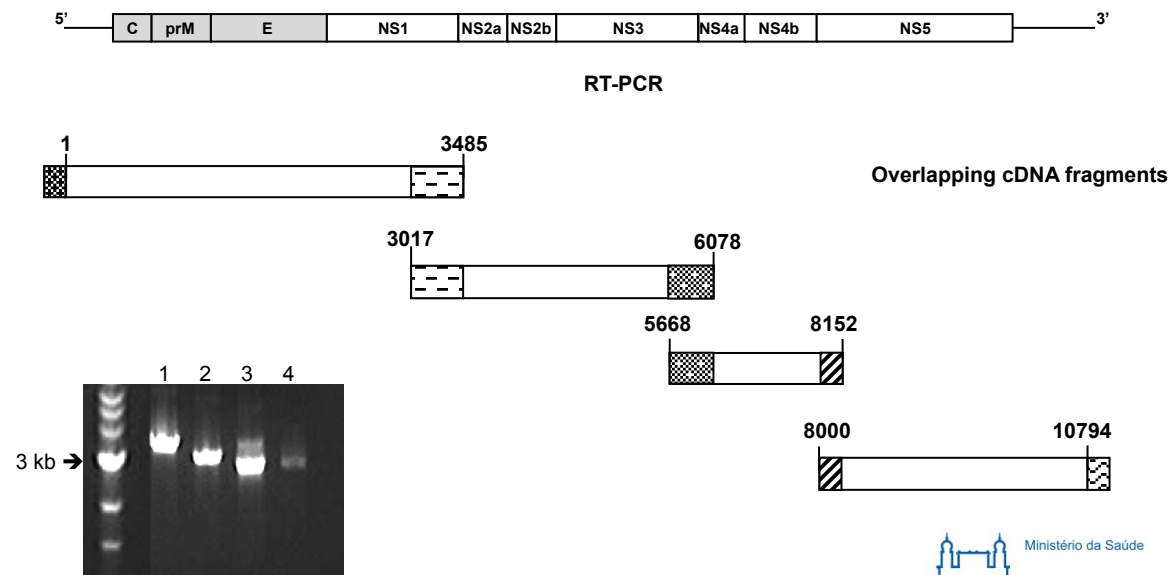 5’ 3’
C prM E NS1 NS2a NS2b NS3 NS4a NS4b NS5
RT-PCR
1 3485
Overlapping cDNA fragments
3017 6078
5668 8152
8000 10794
1 2 3 4
3 kb ➔
Ministério da Saúde